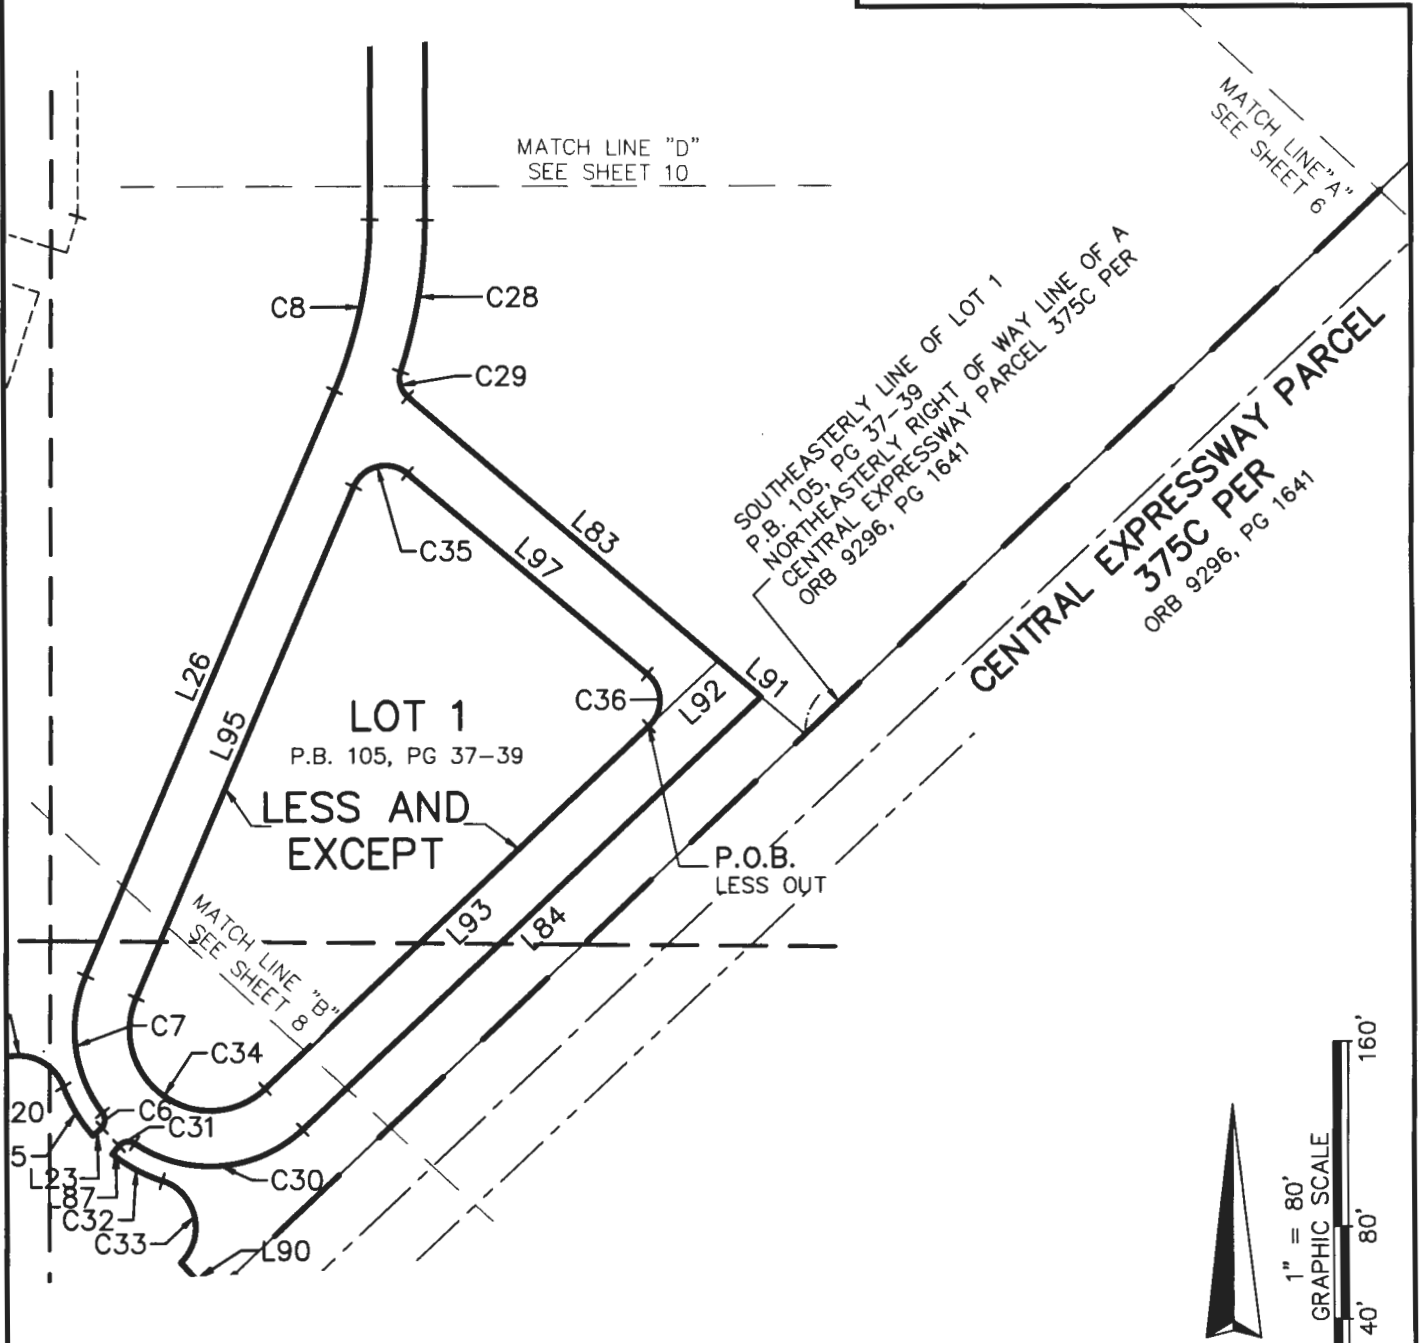 MATCH LINE "D"
SEE SHEET 10
MATCH LINE "A"
SEE SHEET
6
C8
C28
C29
SOUTHEASTERLY LINE OF LOT 1
P.B. 105, PG 37-39
NORTHEASTERLY RIGHT OF WAY LINE OF A
CENTRAL EXPRESSWAY PARCEL 375C PER
ORB 9296, PG 1641
CENTRAL EXPRESSWAY PARCEL
375C PER
ORB 9296, PG 1641
C35
L97
L83
L26
L95
C36
L92
L91
LOT 1
P.B. 105, PG 37-39
LESS AND
EXCEPT
P.O.B.
LESS OUT
L93
L84
MATCH LINE "B"
SEE SHEET 8
C7
C34
C6
C31
20
5
L23
L87
C32
C30
C33
L90
1" = 80'
GRAPHIC SCALE
160'
80'
40'